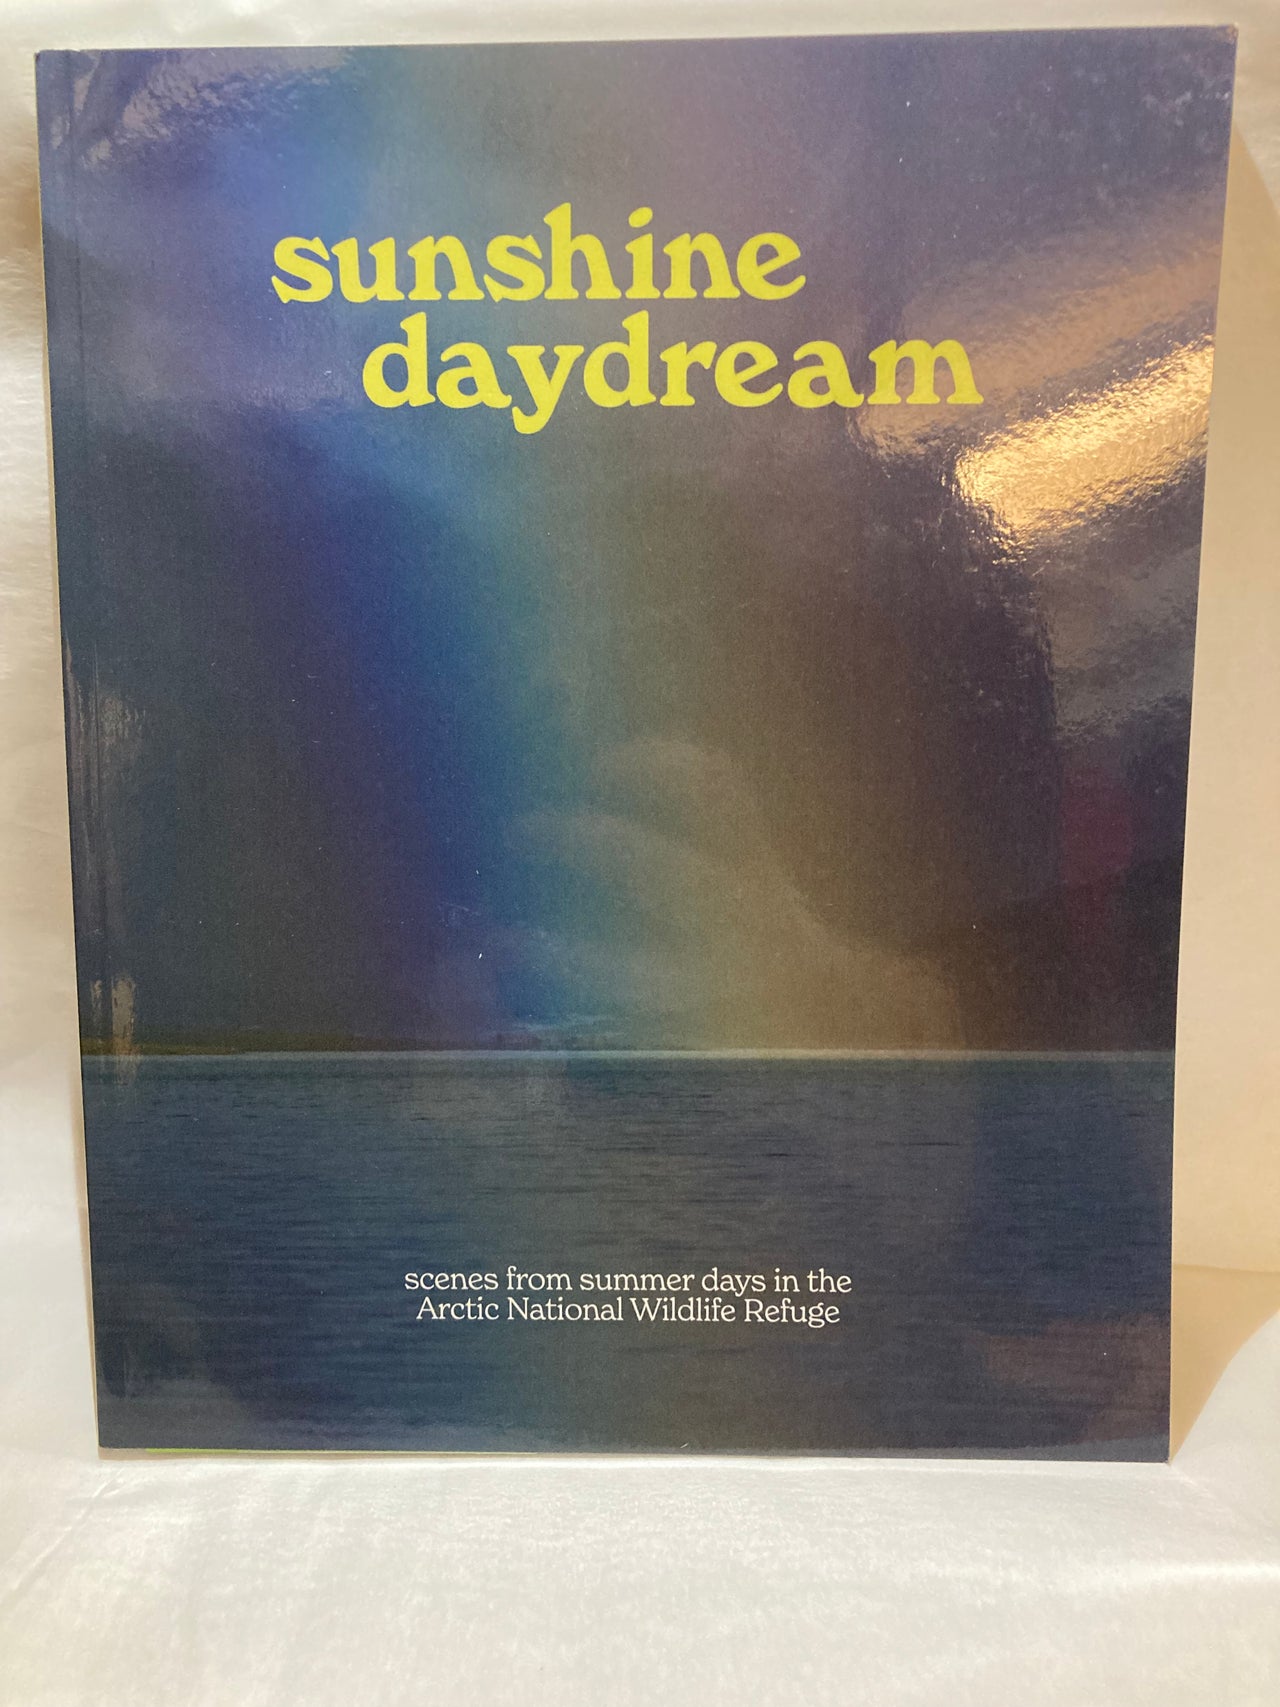 sunshine
daydream
scenes from summer days in the
Arctic National Wildlife Refuge